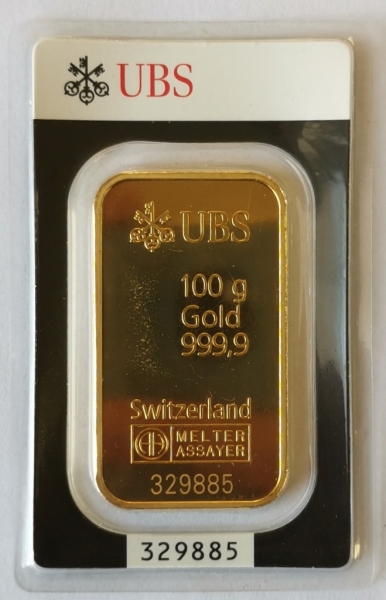 UBS
UBS
100 g
Gold
999,9
Switzerland
MELTER
ASSAYER
329885
329885